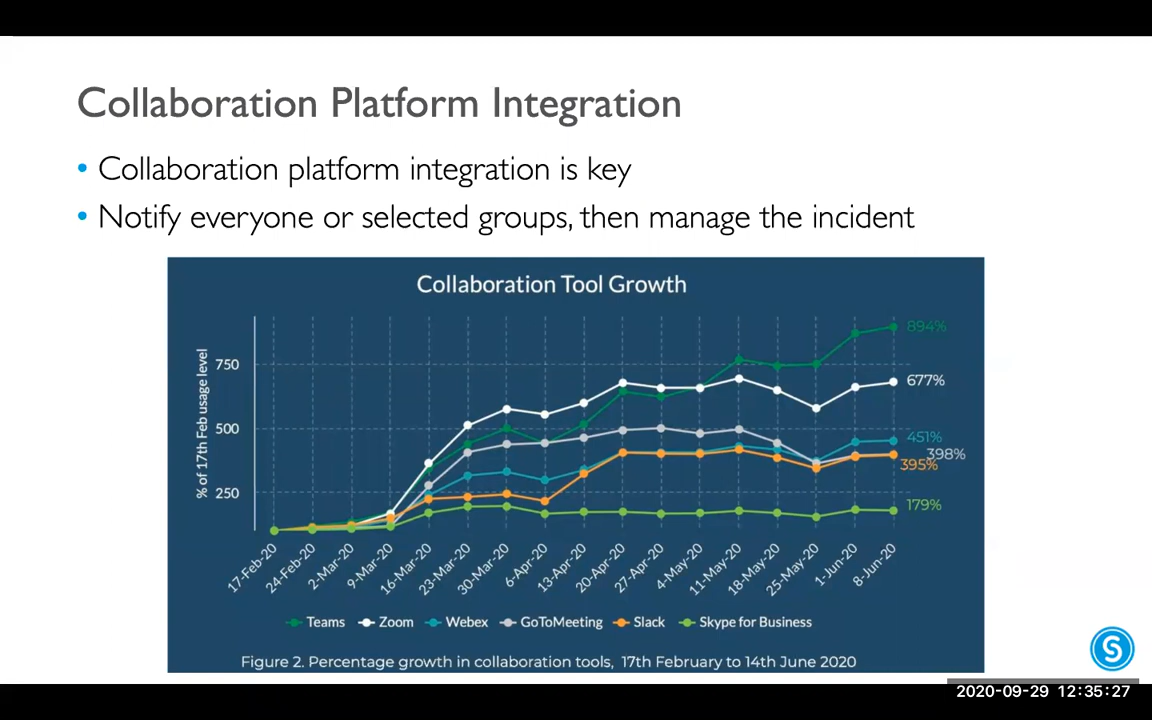 Collaboration Platform Integration
• Collaboration platform integration is key
• Notify everyone or selected groups, then manage the incident
Collaboration Tool Growth
% of 17th Feb usage level
750
500
250
894%
677%
451%
398%
395%
179%
17-Feb-20
24-Feb-20
2-Mar-20
9-Mar-20
16-Mar-20
23-Mar-20
30-Mar-20
6-Apr-20
13-Apr-20
20-Apr-20
27-Apr-20
4-May-20
11-May-20
18-May-20
25-May-20
1-Jun-20
8-Jun-20
Teams Zoom Webex GoToMeeting Slack Skype for Business
Figure 2. Percentage growth in collaboration tools, 17th February to 14th June 2020
S
2020-09-29 12:35:27